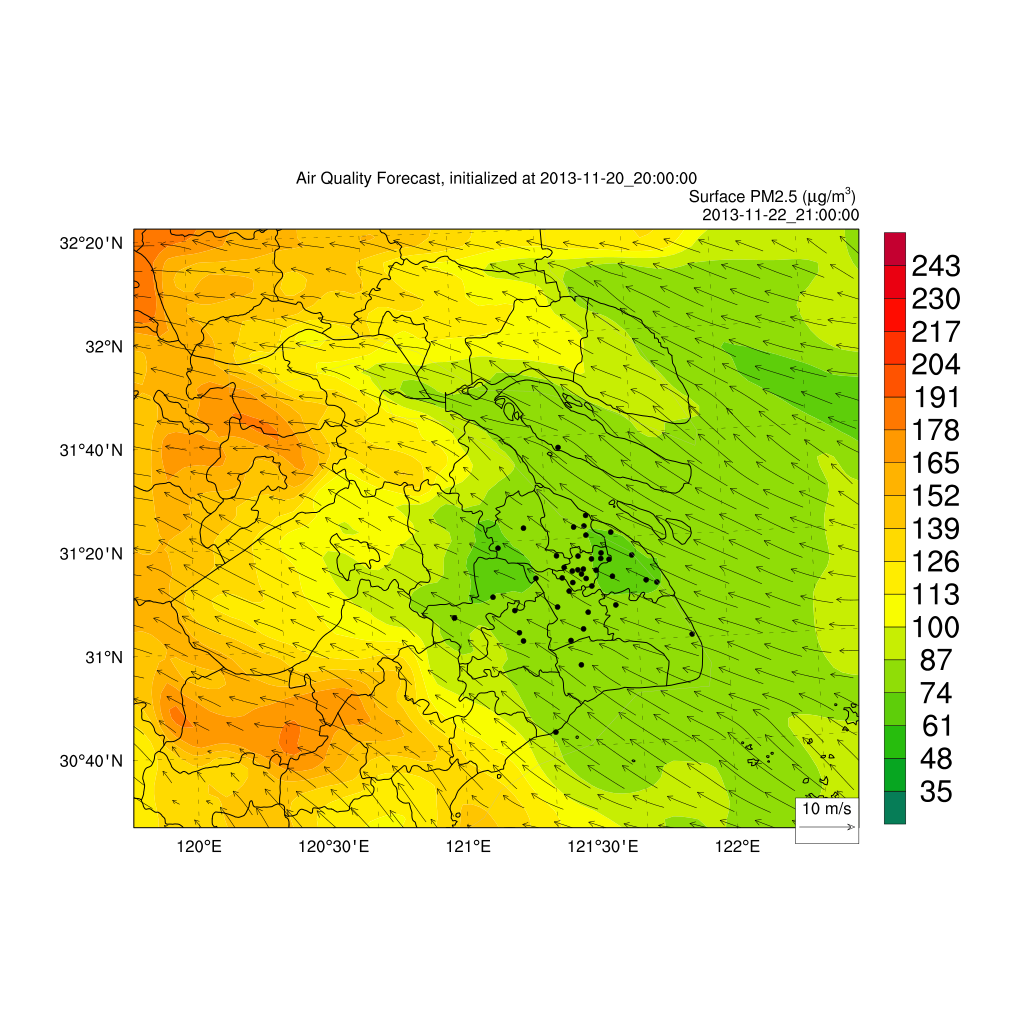 Air Quality Forecast, initialized at 2013-11-20_20:00:00
Surface PM2.5 (μg/m³)
2013-11-22_21:00:00
32°20'N
32°N
31°40'N
31°20'N
31°N
30°40'N
120°E
120°30'E
121°E
121°30'E
122°E
10 m/s
243
230
217
204
191
178
165
152
139
126
113
100
87
74
61
48
35